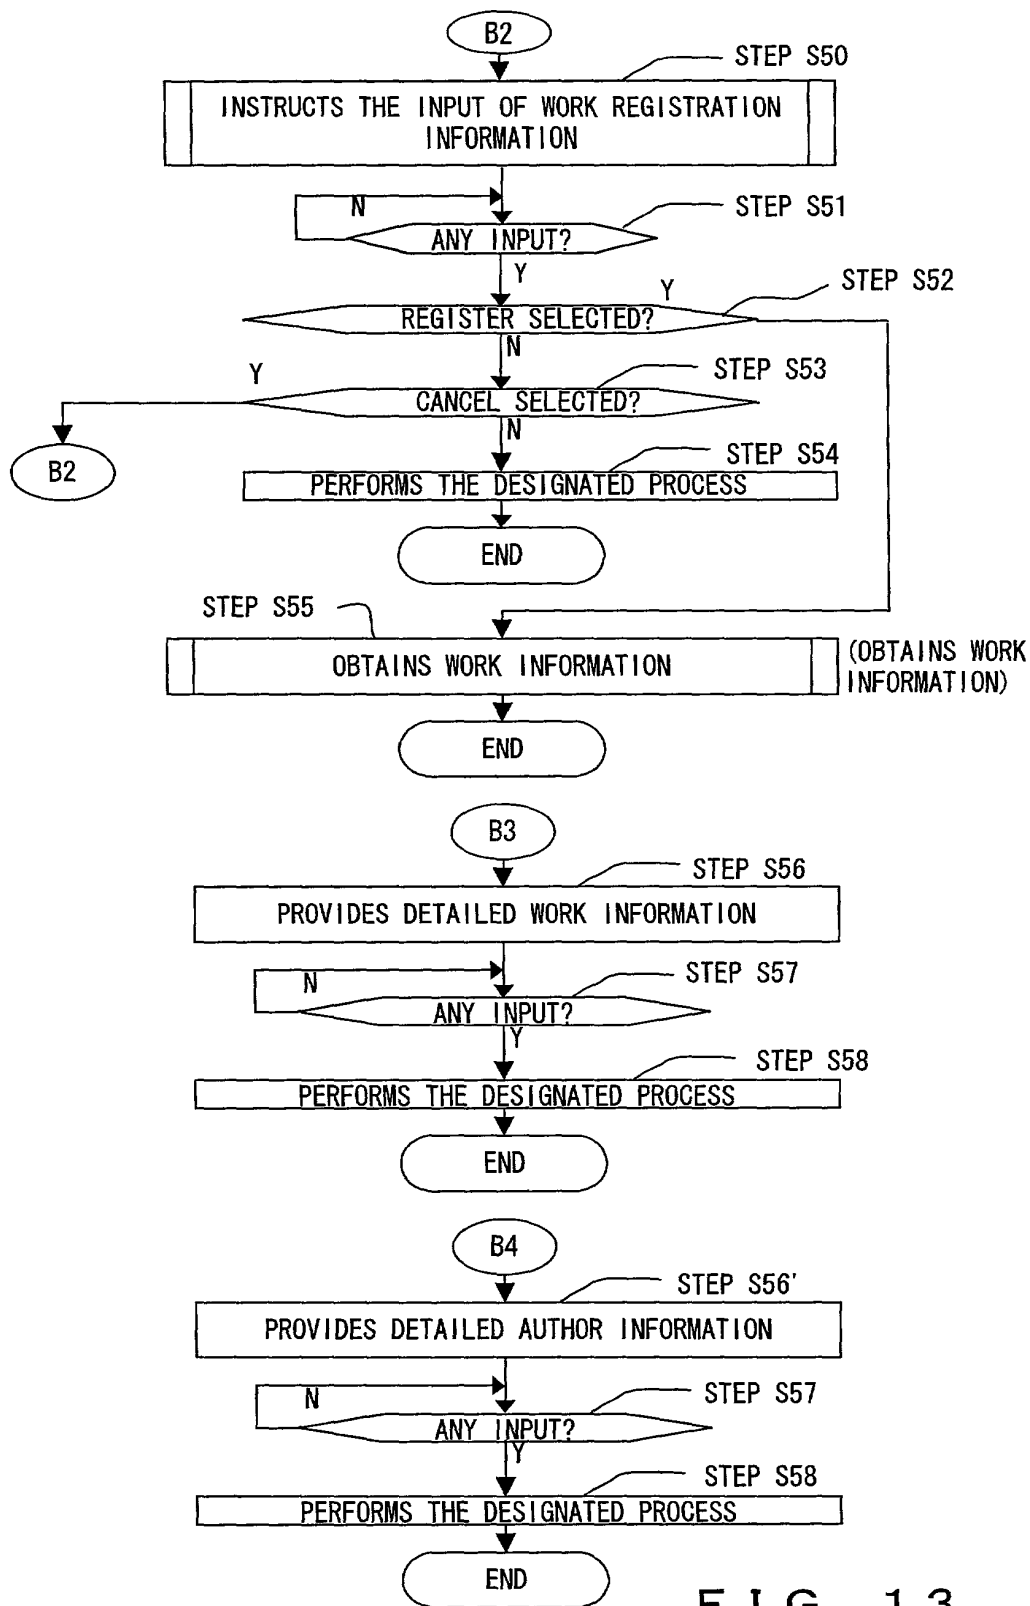 B2
STEP S50
INSTRUCTS THE INPUT OF WORK REGISTRATION
INFORMATION
N
STEP S51
ANY INPUT?
Y
Y
STEP S52
REGISTER SELECTED?
N
Y
STEP S53
CANCEL SELECTED?
N
B2
STEP S54
PERFORMS THE DESIGNATED PROCESS
END
STEP S55
OBTAINS WORK INFORMATION
(OBTAINS WORK
INFORMATION)
END
B3
STEP S56
PROVIDES DETAILED WORK INFORMATION
N
STEP S57
ANY INPUT?
Y
STEP S58
PERFORMS THE DESIGNATED PROCESS
END
B4
STEP S56'
PROVIDES DETAILED AUTHOR INFORMATION
N
STEP S57
ANY INPUT?
Y
STEP S58
PERFORMS THE DESIGNATED PROCESS
END
FIG. 13